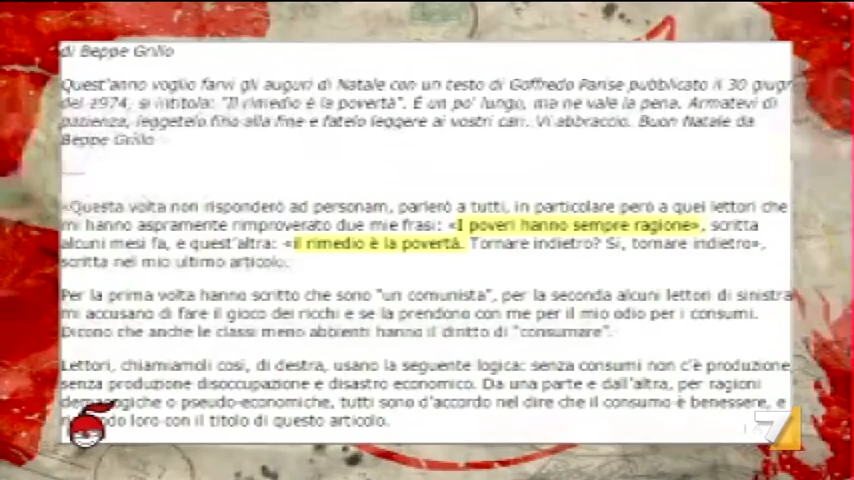 di Beppe Grillo
Quest'anno voglio farvi gli auguri di Natale con un testo di Goffredo Parise pubblicato il 30 giugn
del 1974, si intitola: "Il rimedio è la povertà". È un po' lungo, ma ne vale la pena. Armatevi di
pazienza, leggetelo fino alla fine e fatelo leggere ai vostri cari. Vi abbraccio. Buon Natale da
Beppe Grillo
«Questa volta non risponderò ad personam, parlerò a tutti, in particolare però a quei lettori che
mi hanno aspramente rimproverato due mie frasi: «I poveri hanno sempre ragione», scritta
alcuni mesi fa, e quest'altra: «il rimedio è la povertà. Tornare indietro? Sì, tornare indietro»,
scritta nel mio ultimo articolo.
Per la prima volta hanno scritto che sono "un comunista", per la seconda alcuni lettori di sinistra
mi accusano di fare il gioco dei ricchi e se la prendono con me per il mio odio per i consumi.
Dicono che anche le classi meno abbienti hanno il diritto di "consumare".
Lettori, chiamiamoli così, di destra, usano la seguente logica: senza consumi non c'è produzione,
senza produzione disoccupazione e disastro economico. Da una parte e dall'altra, per ragioni
demagogiche o pseudo-economiche, tutti sono d'accordo nel dire che il consumo è benessere, e
loro con il titolo di questo articolo.
7